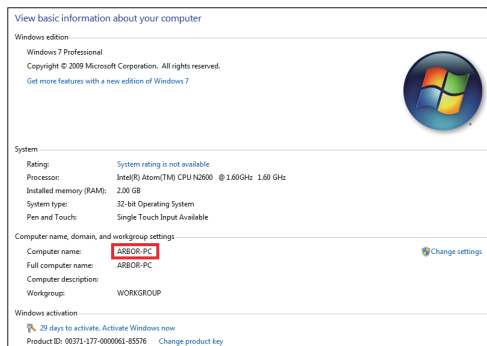 View basic information about your computer
Windows edition
Windows 7 Professional
Copyright © 2009 Microsoft Corporation. All rights reserved.
Get more features with a new edition of Windows 7
System
Rating: System rating is not available
Processor: Intel(R) Atom(TM) CPU N2600 @ 1.60GHz 1.60 GHz
Installed memory (RAM): 2.00 GB
System type: 32-bit Operating System
Pen and Touch: Single Touch Input Available
Computer name, domain, and workgroup settings
Computer name: ARBOR-PC Change settings
Full computer name: ARBOR-PC
Computer description:
Workgroup: WORKGROUP
Windows activation
29 days to activate. Activate Windows now
Product ID: 00371-177-0000061-85576 Change product key